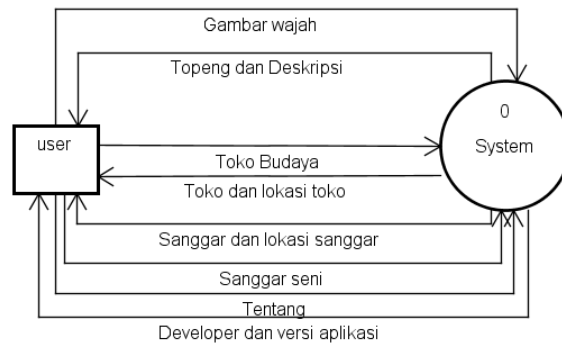 Gambar wajah
Topeng dan Deskripsi
0
user
System
Toko Budaya
Toko dan lokasi toko
Sanggar dan lokasi sanggar
Sanggar seni
Tentang
Developer dan versi aplikasi